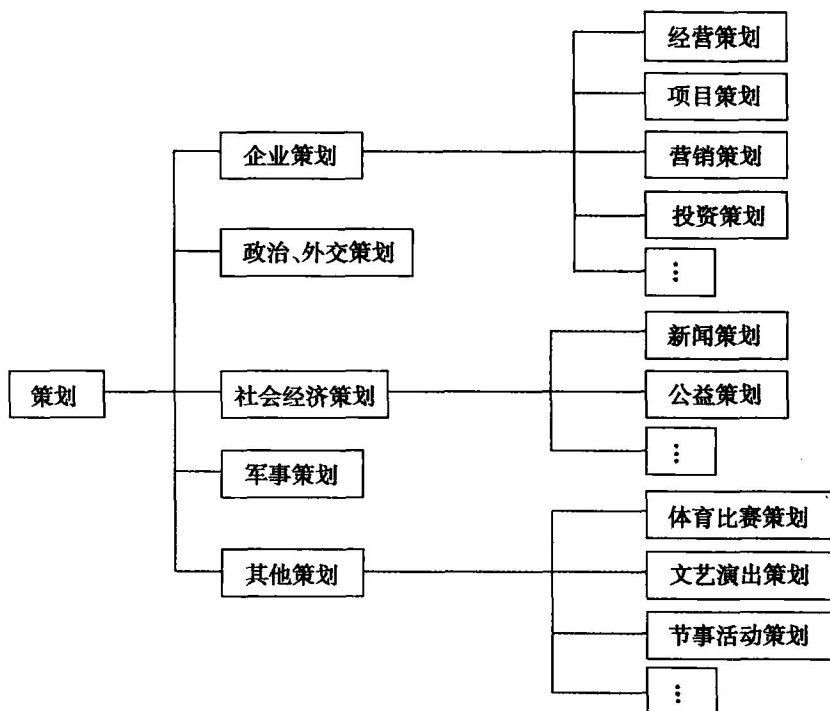 经营策划
项目策划
企业策划
营销策划
投资策划
政治、外交策划
⋮
新闻策划
策划
社会经济策划
公益策划
⋮
军事策划
体育比赛策划
其他策划
文艺演出策划
节事活动策划
⋮